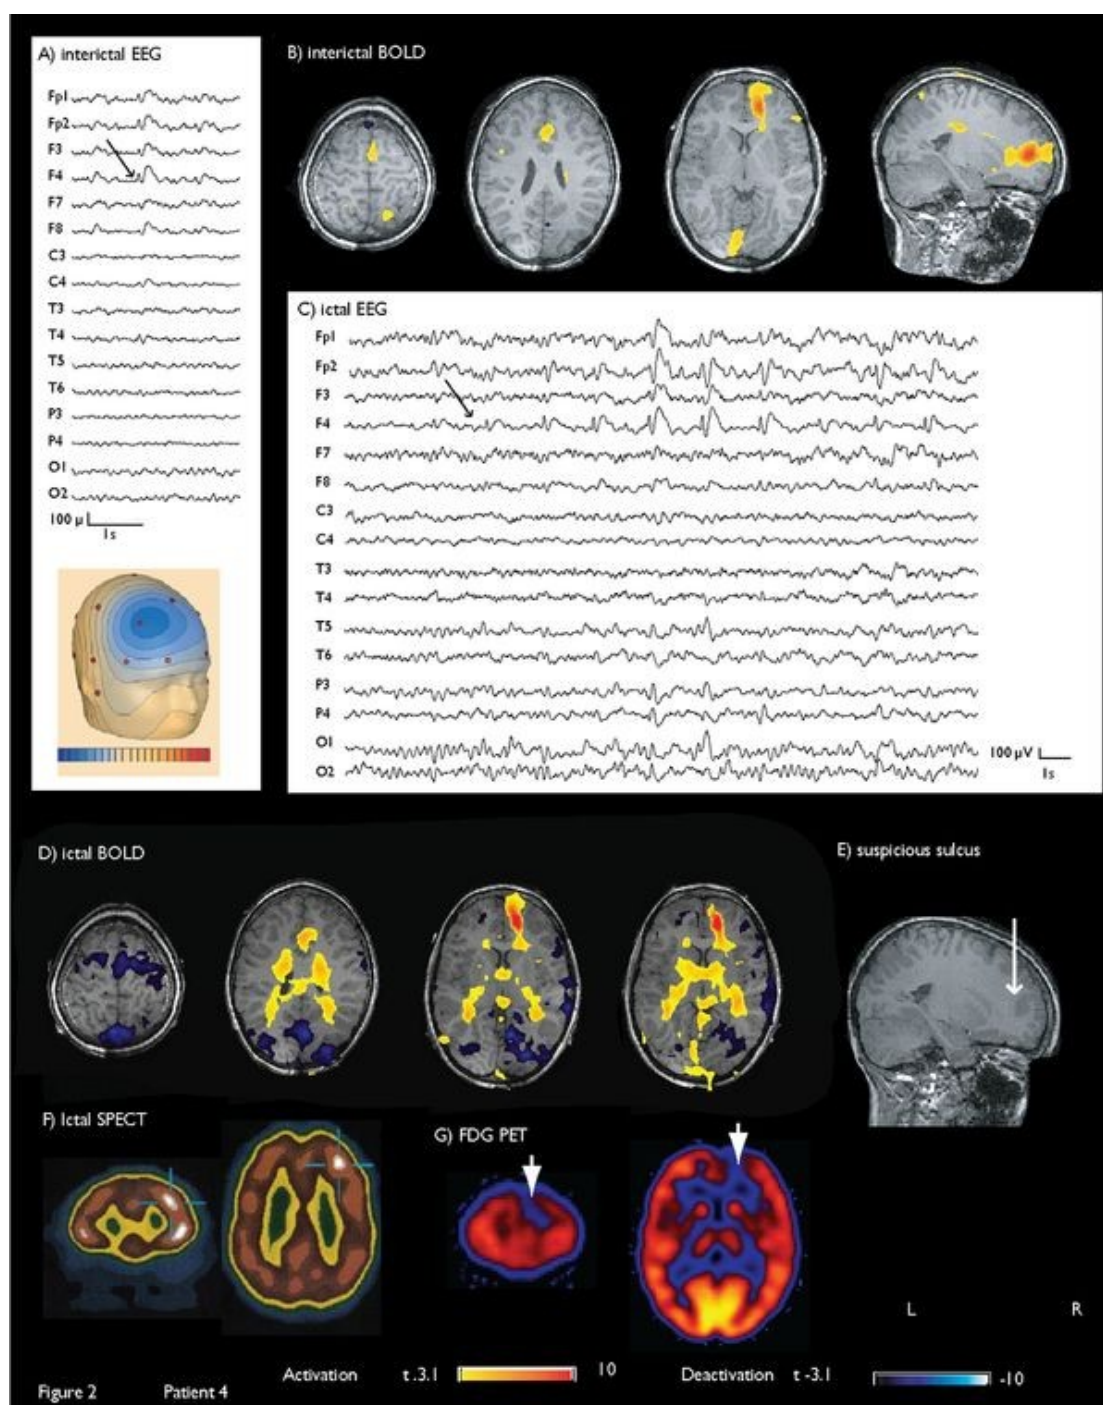 A) interictal EEG
Fp1
Fp2
F3
F4
F7
F8
C3
C4
T3
T4
T5
T6
P3
P4
O1
O2
100 µ
1s
B) interictal BOLD
C) ictal EEG
Fp1
Fp2
F3
F4
F7
F8
C3
C4
T3
T4
T5
T6
P3
P4
O1
O2
100 µV
1s
D) ictal BOLD
E) suspicious sulcus
F) Ictal SPECT
G) FDG PET
L R
Activation t .3.1 10 Deactivation t -3.1 -10
Figure 2 Patient 4